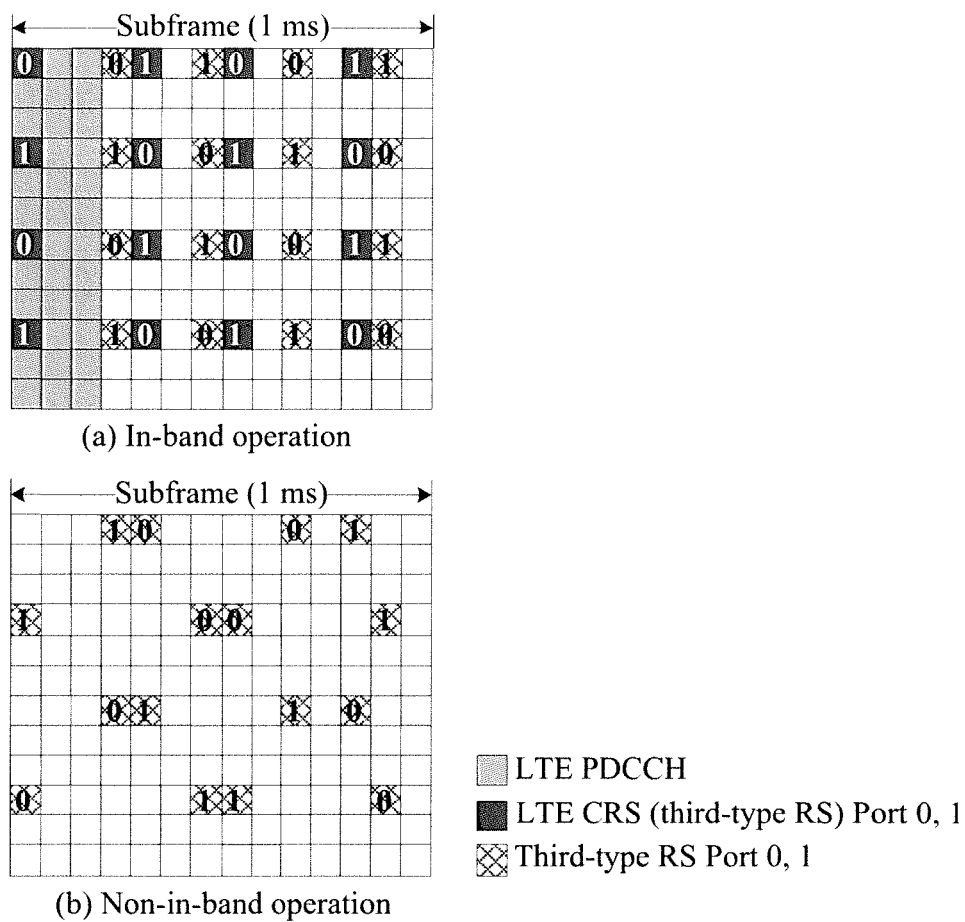 Subframe (1 ms)
0 0 1 1 0 0 1 1
1 1 0 0 1 1 0 0
0 0 1 1 0 0 1 1
1 1 0 0 1 1 0 0
(a) In-band operation
Subframe (1 ms)
1 0 0 1
1 0 0 1
0 1 1 0
0 1 1 0
LTE PDCCH
LTE CRS (third-type RS) Port 0, 1
Third-type RS Port 0, 1
(b) Non-in-band operation